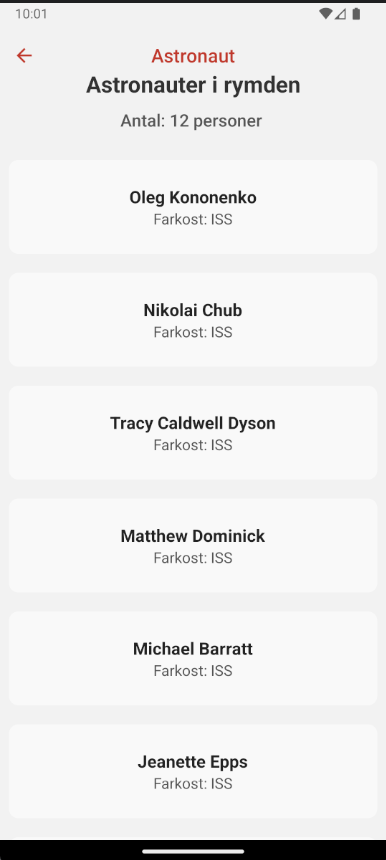 10:01
Astronaut
Astronauter i rymden
Antal: 12 personer
Oleg Kononenko
Farkost: ISS
Nikolai Chub
Farkost: ISS
Tracy Caldwell Dyson
Farkost: ISS
Matthew Dominick
Farkost: ISS
Michael Barratt
Farkost: ISS
Jeanette Epps
Farkost: ISS